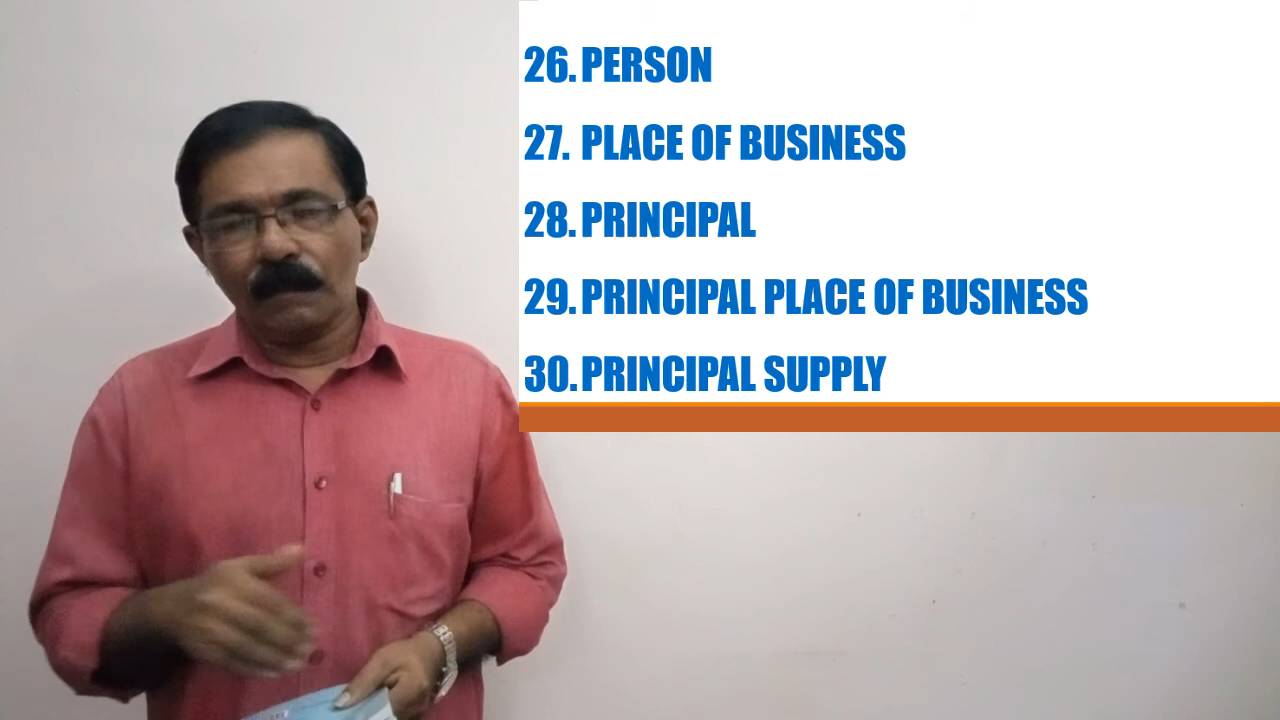 26. PERSON
27. PLACE OF BUSINESS
28. PRINCIPAL
29. PRINCIPAL PLACE OF BUSINESS
30. PRINCIPAL SUPPLY